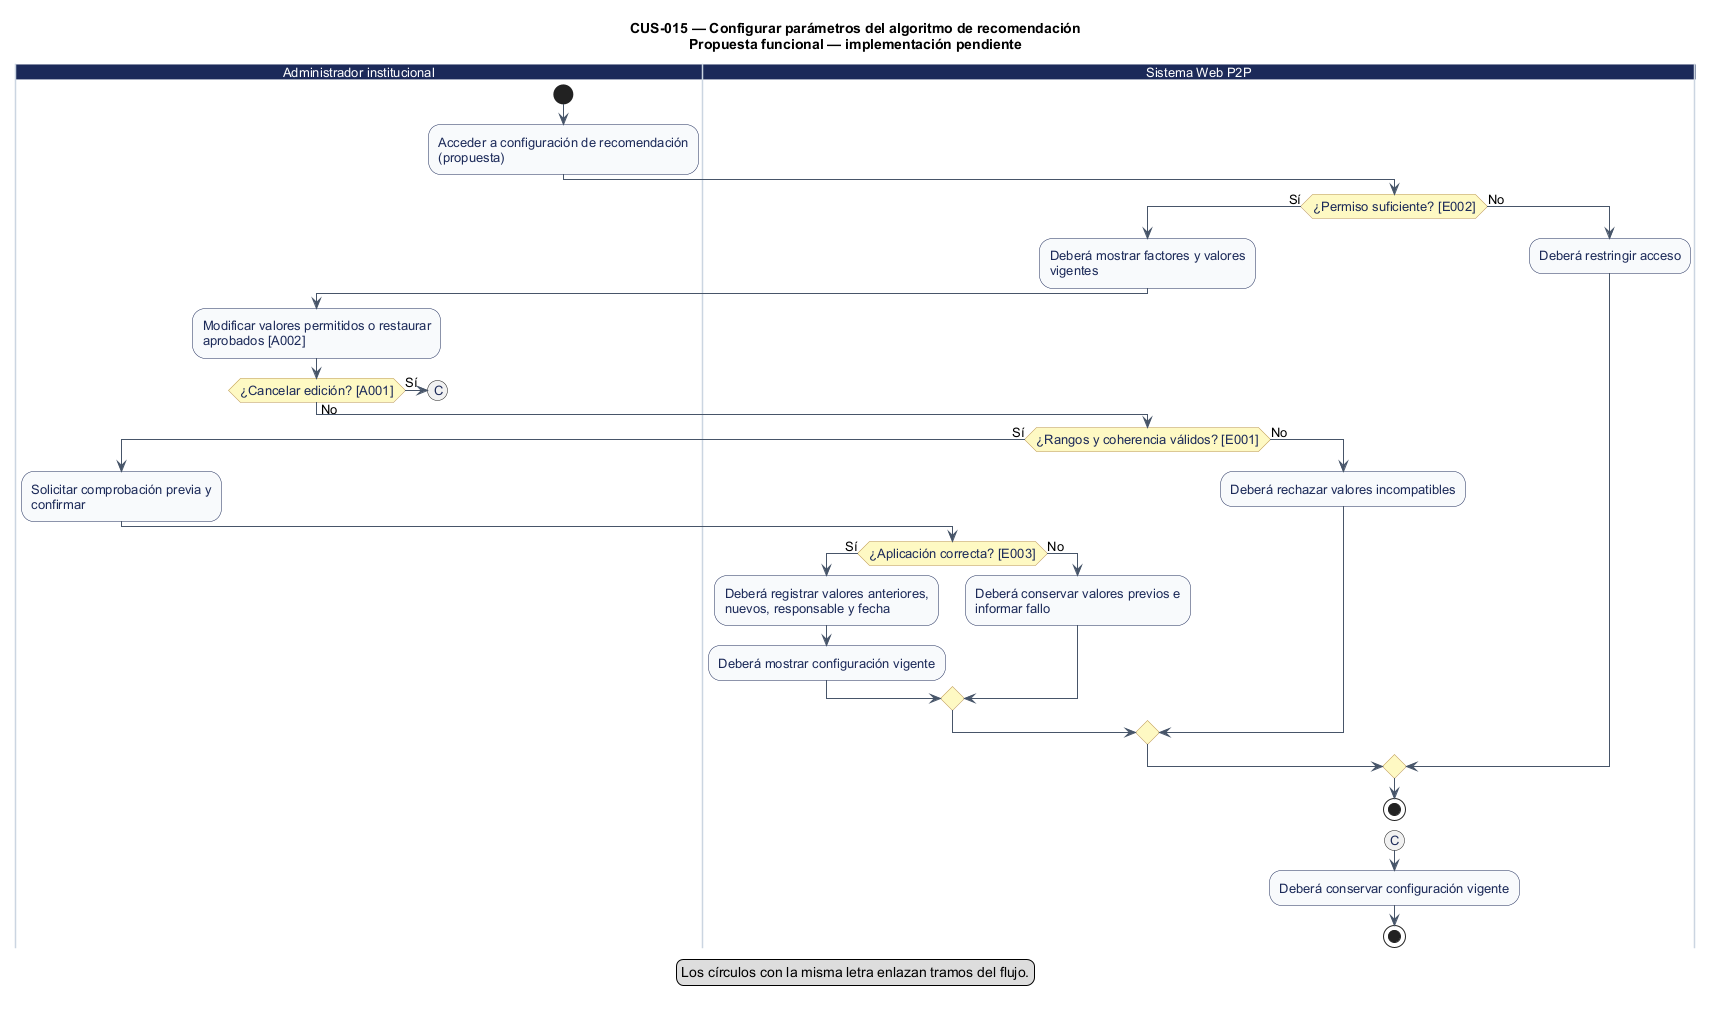 CUS-015 — Configurar parámetros del algoritmo de recomendación
Propuesta funcional — implementación pendiente
Administrador institucional
Sistema Web P2P
Acceder a configuración de recomendación
(propuesta)
¿Permiso suficiente? [E002]
Sí
No
Deberá mostrar factores y valores
vigentes
Deberá restringir acceso
Modificar valores permitidos o restaurar
aprobados [A002]
¿Cancelar edición? [A001]
Sí
C
No
¿Rangos y coherencia válidos? [E001]
Sí
No
Solicitar comprobación previa y
confirmar
Deberá rechazar valores incompatibles
¿Aplicación correcta? [E003]
Sí
No
Deberá registrar valores anteriores,
nuevos, responsable y fecha
Deberá conservar valores previos e
informar fallo
Deberá mostrar configuración vigente
C
Deberá conservar configuración vigente
Los círculos con la misma letra enlazan tramos del flujo.